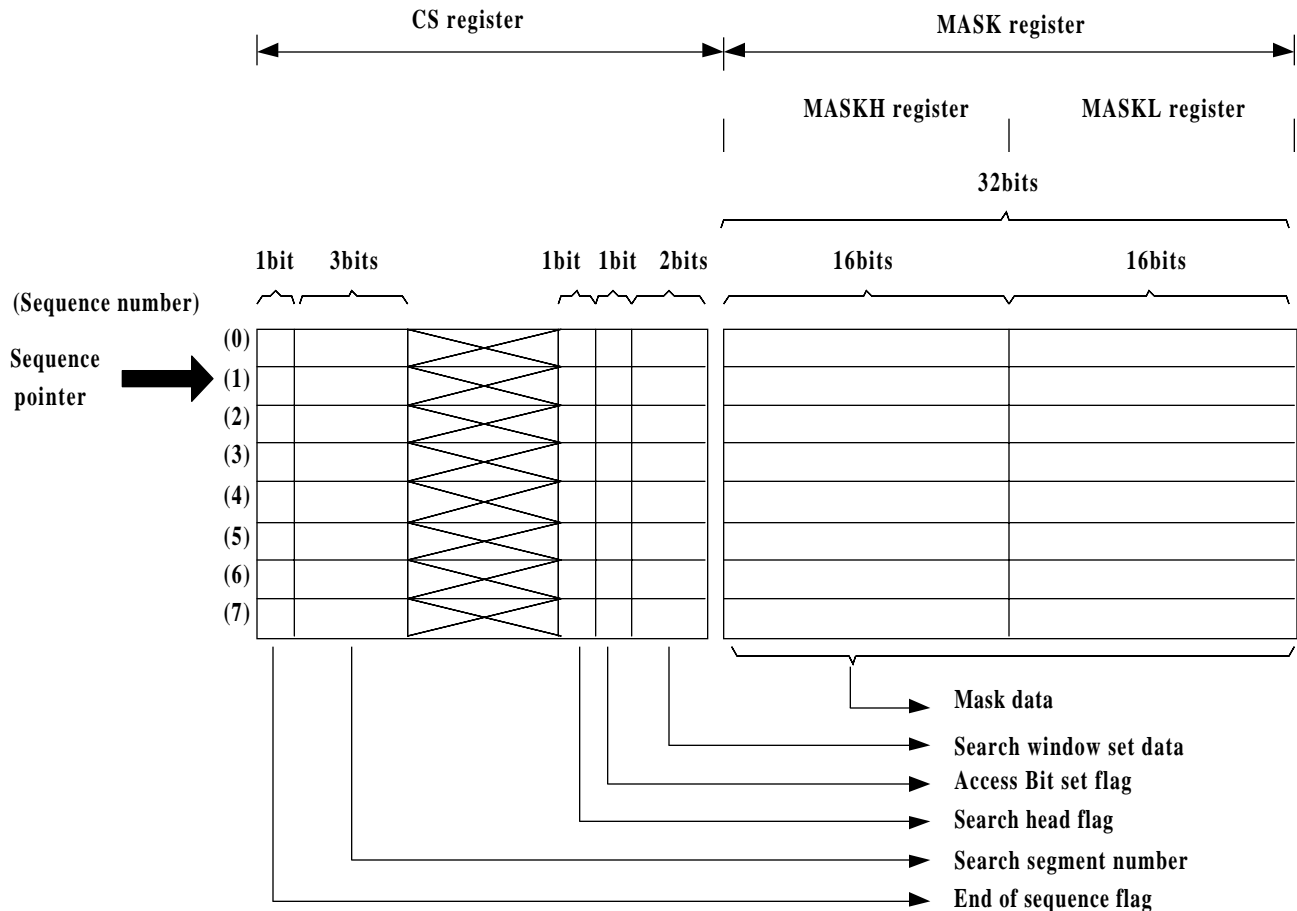 CS register
MASK register
MASKH register
MASKL register
32bits
1bit 3bits 1bit 1bit 2bits 16bits 16bits
(Sequence number)
Sequence
pointer
(0)
(1)
(2)
(3)
(4)
(5)
(6)
(7)
Mask data
Search window set data
Access Bit set flag
Search head flag
Search segment number
End of sequence flag